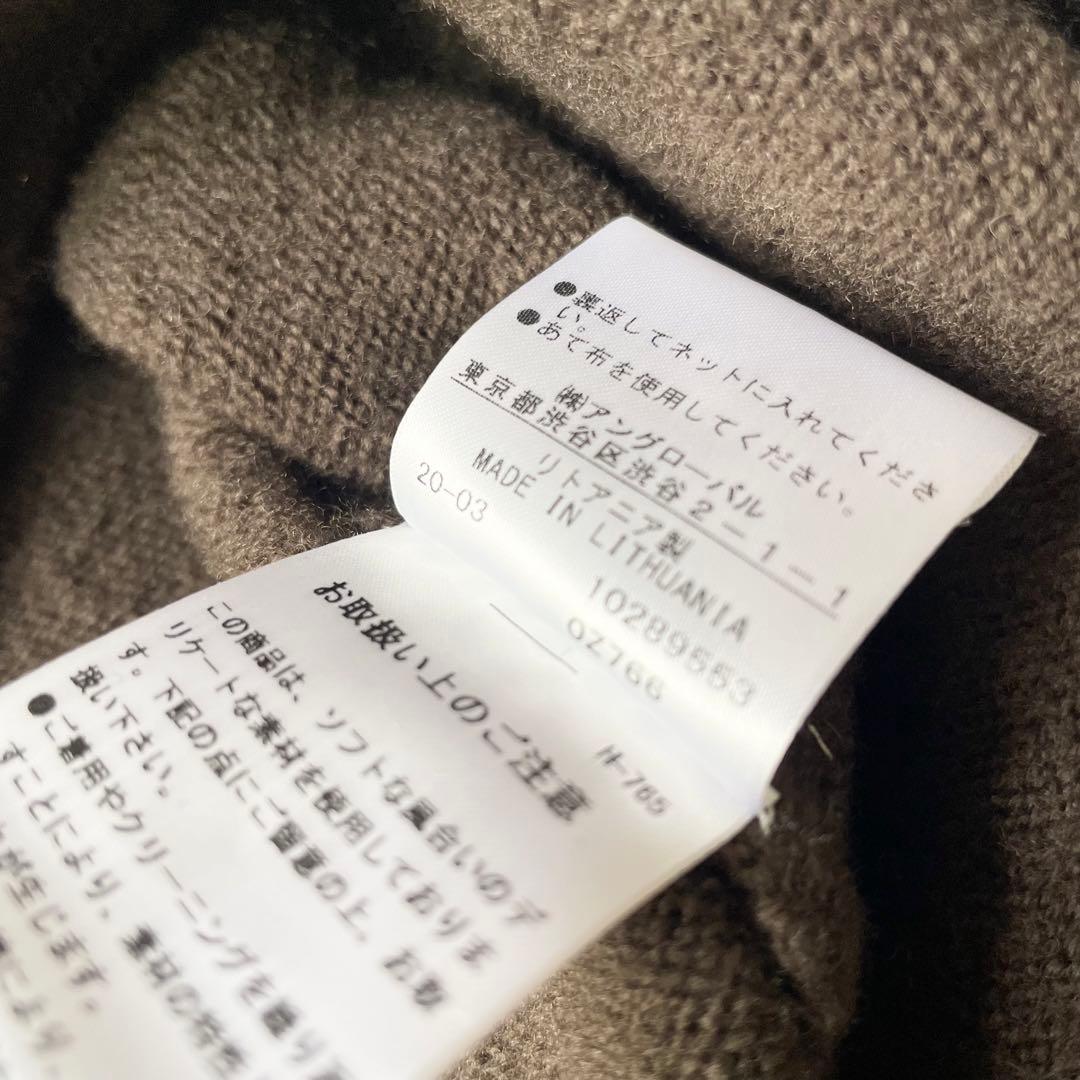 ●裏返してネットに入れてくださ
い。
●あて布を使用してください。
㈱アングローバル
東京都渋谷区渋谷2-1-1
リトアニア製
MADE IN LITHUANIA
20-03
10289553
OZ166
H-765
お取扱い上のご注意
この商品は、ソフトな風合いのデ
リケートな素材を使用しておりま
す。下記の点にご留意の上、お取
扱い下さい。
●ご着用やクリーニングを繰り
すことにより、素材の特性
が生じます。
により、